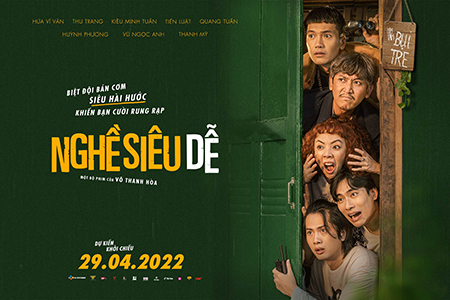 HỨA VĨ VĂN THU TRANG KIỀU MINH TUẤN TIẾN LUẬT QUANG TUẤN
HUỲNH PHƯƠNG VÕ NGỌC ANH THANH MỸ
BIỆT ĐỘI BÁN CƠM
SIÊU HÀI HƯỚC
KHIẾN BẠN CƯỜI RUNG RẠP
NGHỀ SIÊU DỄ
MỘT BỘ PHIM CỦA VÕ THANH HÒA
DỰ KIẾN
KHỞI CHIẾU
29.04.2022
BỤI
TRE